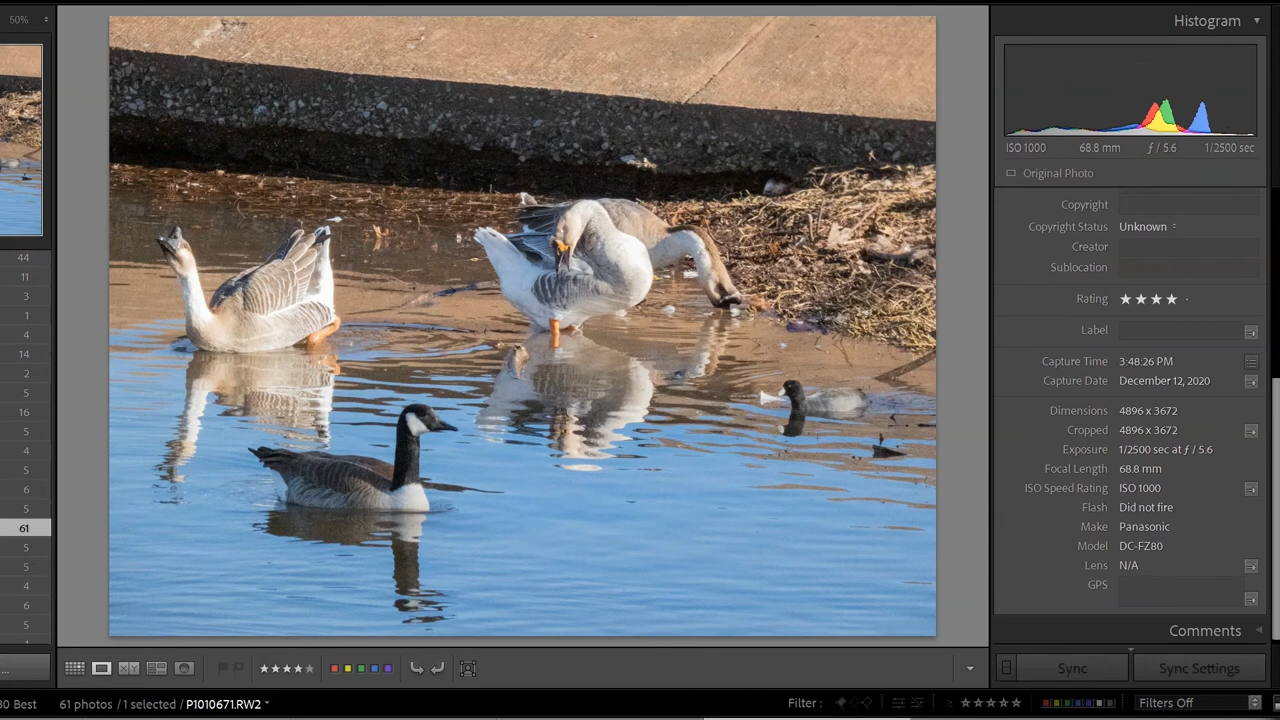 50%
Histogram
ISO 1000 68.8 mm ƒ / 5.6 1/2500 sec
Original Photo
Copyright
Copyright Status Unknown
Creator
Sublocation
Rating ★★★★ ·
Label
Capture Time 3:48:26 PM
Capture Date December 12, 2020
Dimensions 4896 x 3672
Cropped 4896 x 3672
Exposure 1/2500 sec at ƒ / 5.6
Focal Length 68.8 mm
ISO Speed Rating ISO 1000
Flash Did not fire
Make Panasonic
Model DC-FZ80
Lens N/A
GPS
Comments
Sync Sync Settings
44
11
3
1
4
14
2
5
16
5
4
5
6
5
61
5
5
4
6
5
...
XY
30 Best 61 photos / 1 selected / P1010671.RW2
Filter : ≥ ★★★★★ Filters Off